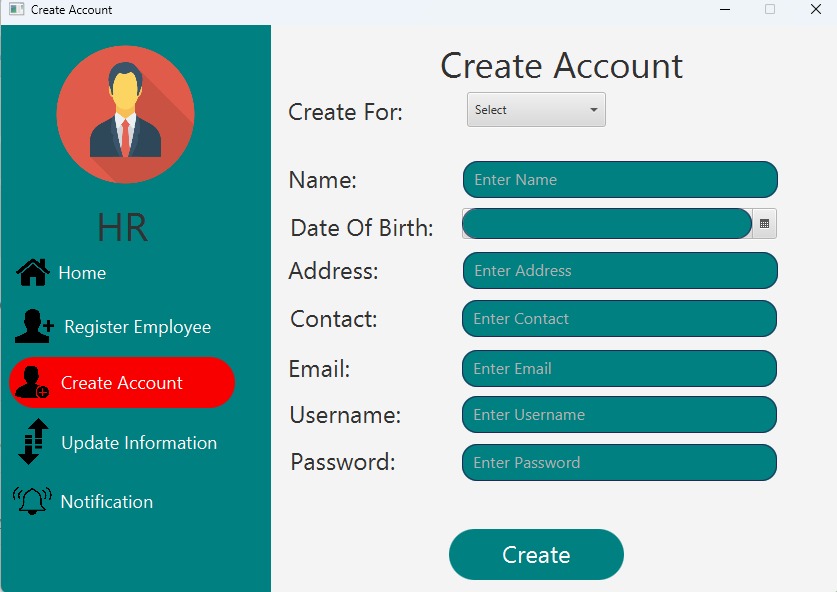 Create Account
HR
Home
Register Employee
Create Account
Update Information
Notification
Create Account
Create For: Select
Name: Enter Name
Date Of Birth:
Address: Enter Address
Contact: Enter Contact
Email: Enter Email
Username: Enter Username
Password: Enter Password
Create